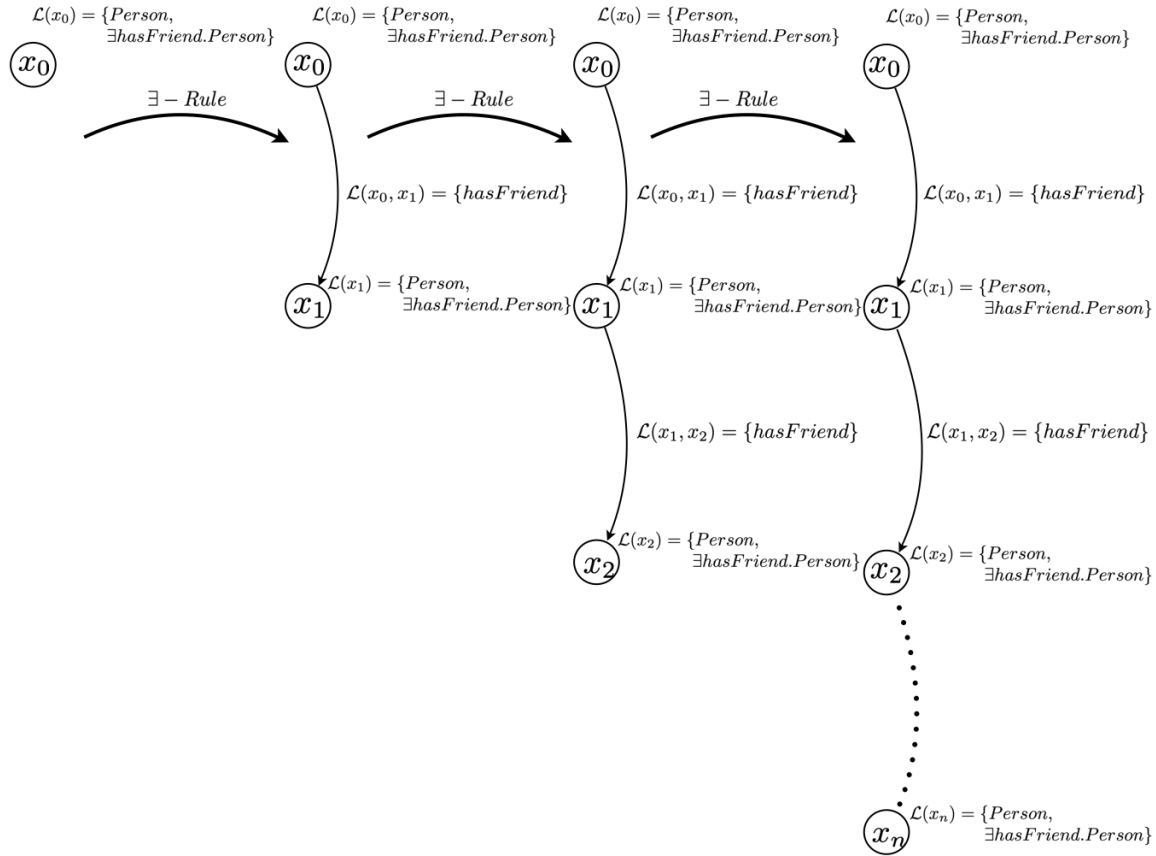 ℒ(x₀) = {Person,
∃hasFriend.Person}
x₀
∃ − Rule
ℒ(x₀) = {Person,
∃hasFriend.Person}
x₀
ℒ(x₀, x₁) = {hasFriend}
x₁
ℒ(x₁) = {Person,
∃hasFriend.Person}
∃ − Rule
ℒ(x₀) = {Person,
∃hasFriend.Person}
x₀
ℒ(x₀, x₁) = {hasFriend}
x₁
ℒ(x₁) = {Person,
∃hasFriend.Person}
ℒ(x₁, x₂) = {hasFriend}
x₂
ℒ(x₂) = {Person,
∃hasFriend.Person}
∃ − Rule
ℒ(x₀) = {Person,
∃hasFriend.Person}
x₀
ℒ(x₀, x₁) = {hasFriend}
x₁
ℒ(x₁) = {Person,
∃hasFriend.Person}
ℒ(x₁, x₂) = {hasFriend}
x₂
ℒ(x₂) = {Person,
∃hasFriend.Person}
xₙ
ℒ(xₙ) = {Person,
∃hasFriend.Person}